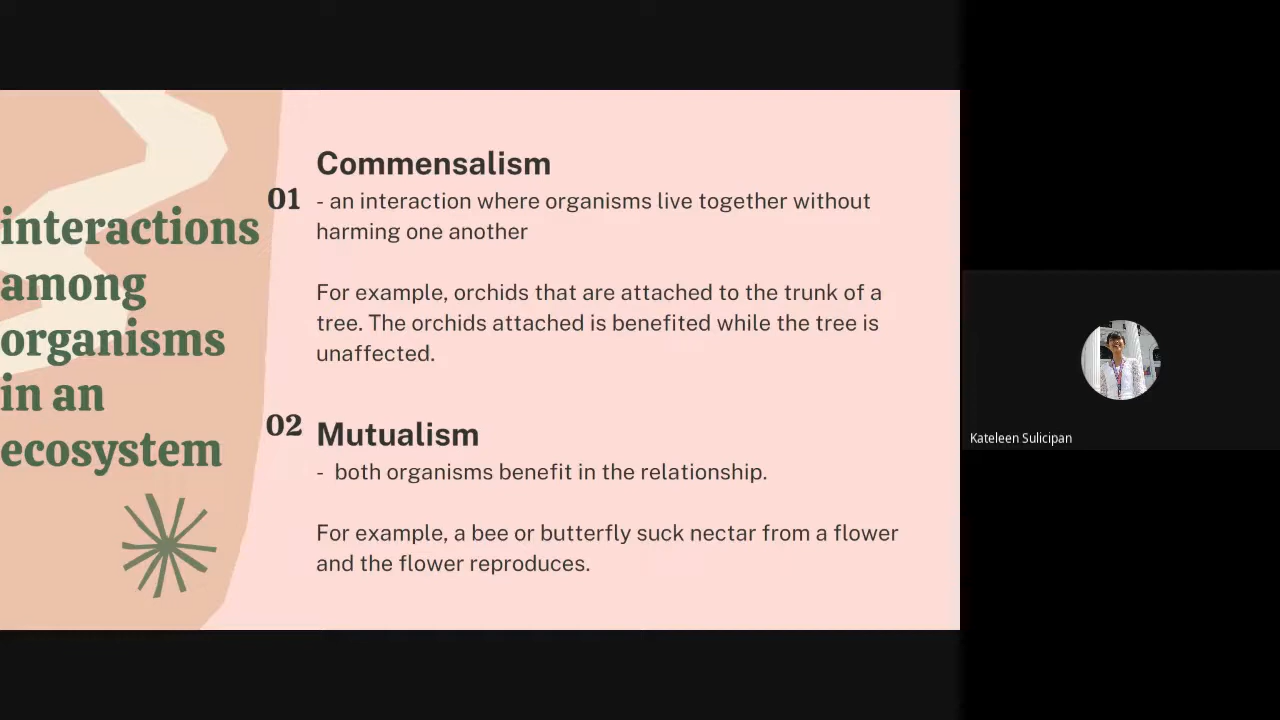 interactions
among
organisms
in an
ecosystem
01
Commensalism
- an interaction where organisms live together without
harming one another
For example, orchids that are attached to the trunk of a
tree. The orchids attached is benefited while the tree is
unaffected.
02
Mutualism
- both organisms benefit in the relationship.
For example, a bee or butterfly suck nectar from a flower
and the flower reproduces.
Kateleen Sulicipan